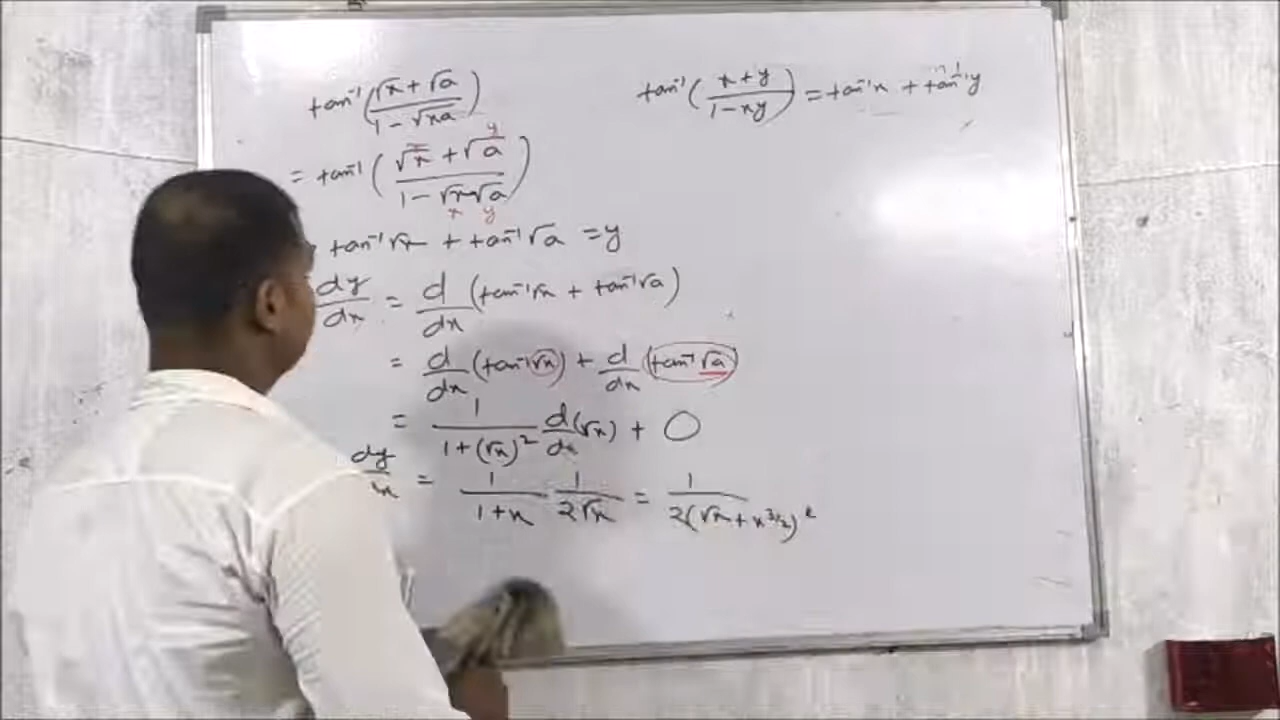 tan⁻¹(√x + √a / 1 - √xa)
tan⁻¹(x + y / 1 - xy) = tan⁻¹x + tan⁻¹y
= tan⁻¹(√x + √a / 1 - √x√a)
x y
tan⁻¹√x + tan⁻¹√a = y
dy/dx = d/dx (tan⁻¹√x + tan⁻¹√a)
= d/dx (tan⁻¹√x) + d/dx (tan⁻¹√a)
= 1/1+(√x)² d/dx (√x) + 0
dy/dx = 1/1+x 1/2√x = 1/2(√x + x^3/2)